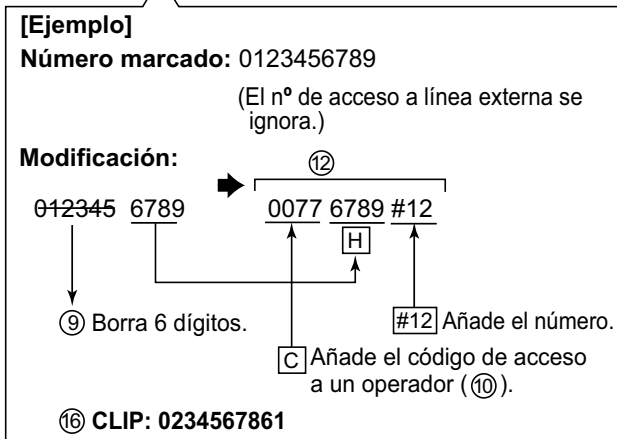 [Ejemplo]
Número marcado: 0123456789
(El nº de acceso a línea externa se
ignora.)
Modificación:
⑫
012345 6789 0077 6789 #12
H
⑨ Borra 6 dígitos.
#12 Añade el número.
C Añade el código de acceso
a un operador (⑩).
⑯ CLIP: 0234567861